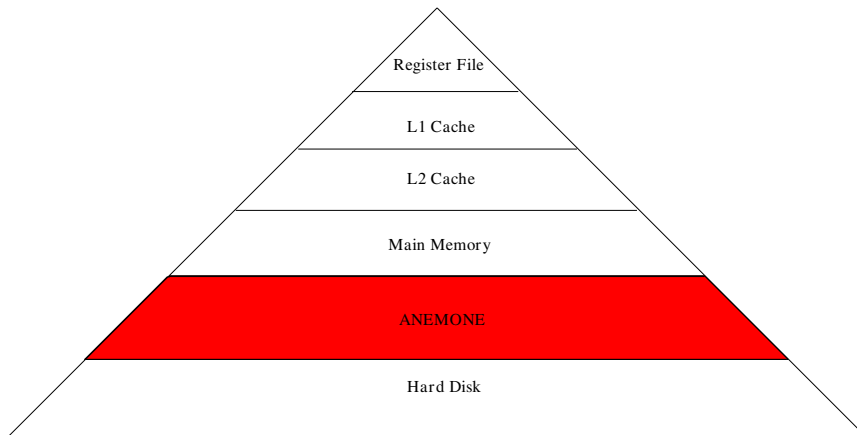 Register File
L1 Cache
L2 Cache
Main Memory
ANEMONE
Hard Disk